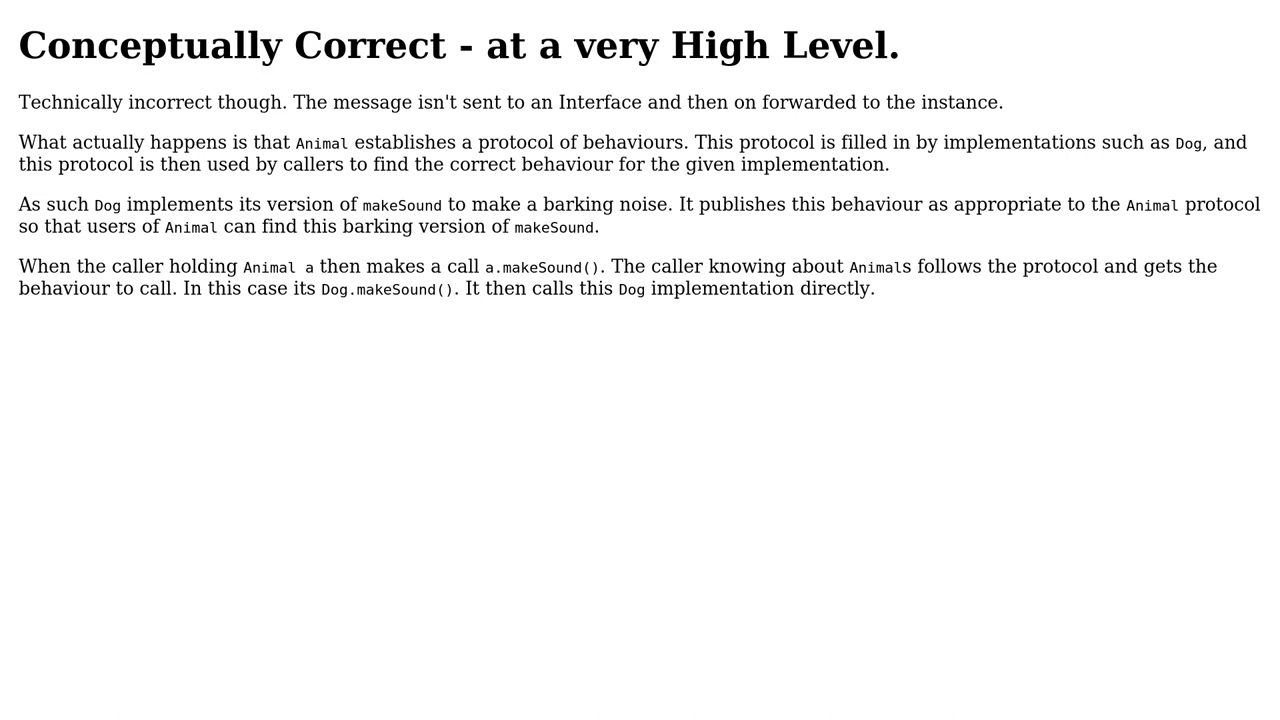 Conceptually Correct - at a very High Level.
Technically incorrect though. The message isn't sent to an Interface and then on forwarded to the instance.
What actually happens is that Animal establishes a protocol of behaviours. This protocol is filled in by implementations such as Dog, and
this protocol is then used by callers to find the correct behaviour for the given implementation.
As such Dog implements its version of makeSound to make a barking noise. It publishes this behaviour as appropriate to the Animal protocol
so that users of Animal can find this barking version of makeSound.
When the caller holding Animal a then makes a call a.makeSound(). The caller knowing about Animals follows the protocol and gets the
behaviour to call. In this case its Dog.makeSound(). It then calls this Dog implementation directly.